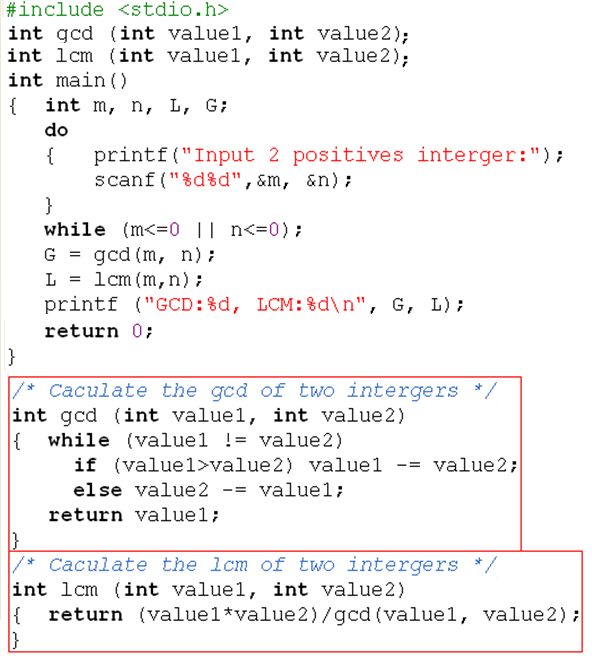 #include <stdio.h>
int gcd (int value1, int value2);
int lcm (int value1, int value2);
int main()
{  int m, n, L, G;
   do
   {   printf("Input 2 positives interger:");
       scanf("%d%d",&m, &n);
   }
   while (m<=0 || n<=0);
   G = gcd(m, n);
   L = lcm(m,n);
   printf ("GCD:%d, LCM:%d\n", G, L);
   return 0;
}
/* Caculate the gcd of two intergers */
int gcd (int value1, int value2)
{  while (value1 != value2)
     if (value1>value2) value1 -= value2;
     else value2 -= value1;
   return value1;
}
/* Caculate the lcm of two intergers */
int lcm (int value1, int value2)
{  return (value1*value2)/gcd(value1, value2);
}